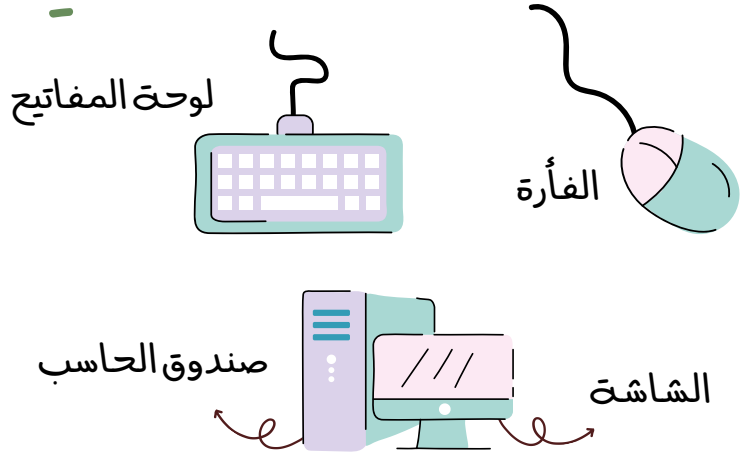 لوحة المفاتيح
الفأرة
صندوق الحاسب
الشاشة